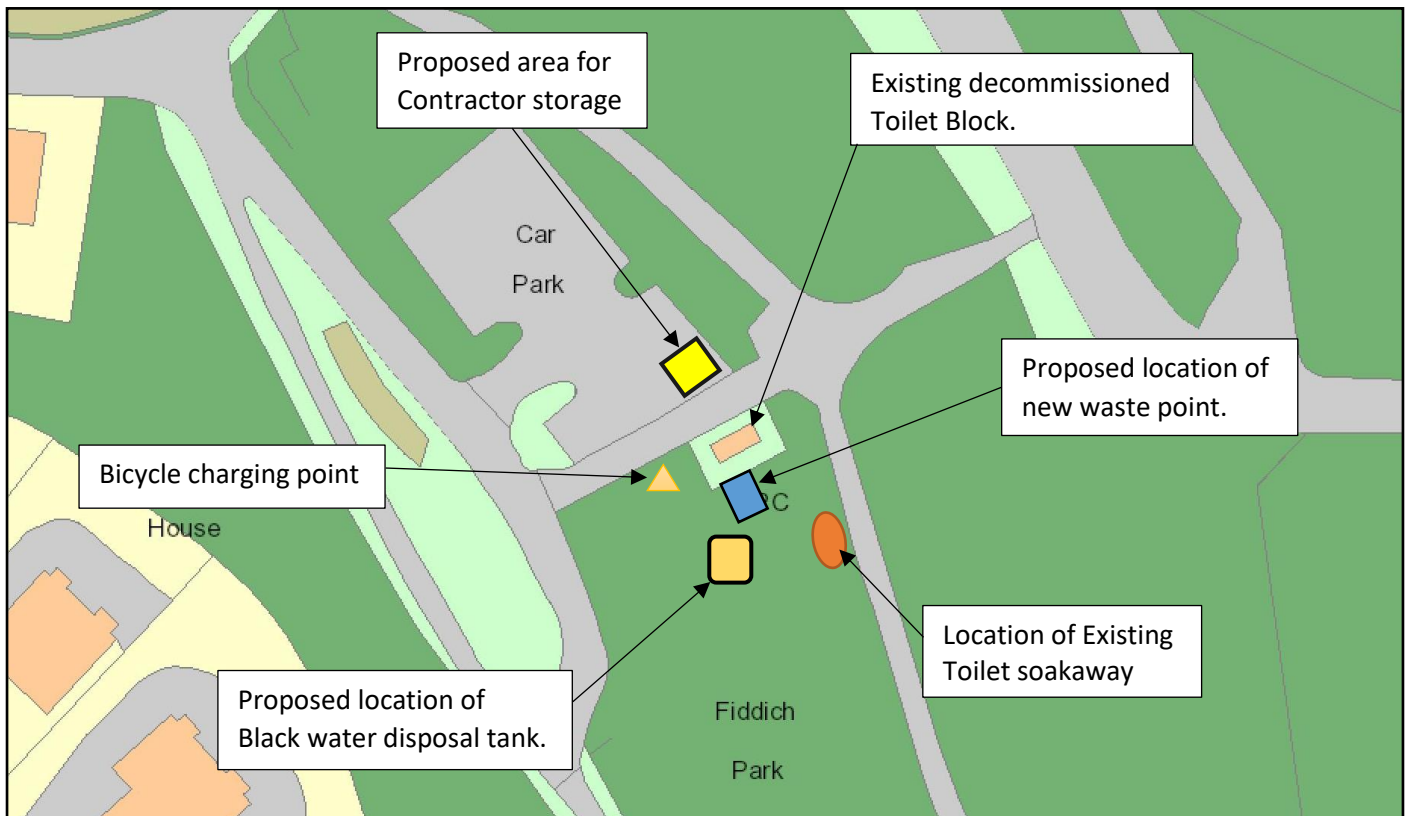 Proposed area for
Contractor storage
Existing decommissioned
Toilet Block.
Car
Park
Proposed location of
new waste point.
Bicycle charging point
House
Location of Existing
Toilet soakaway
Proposed location of
Black water disposal tank.
Fiddich
Park